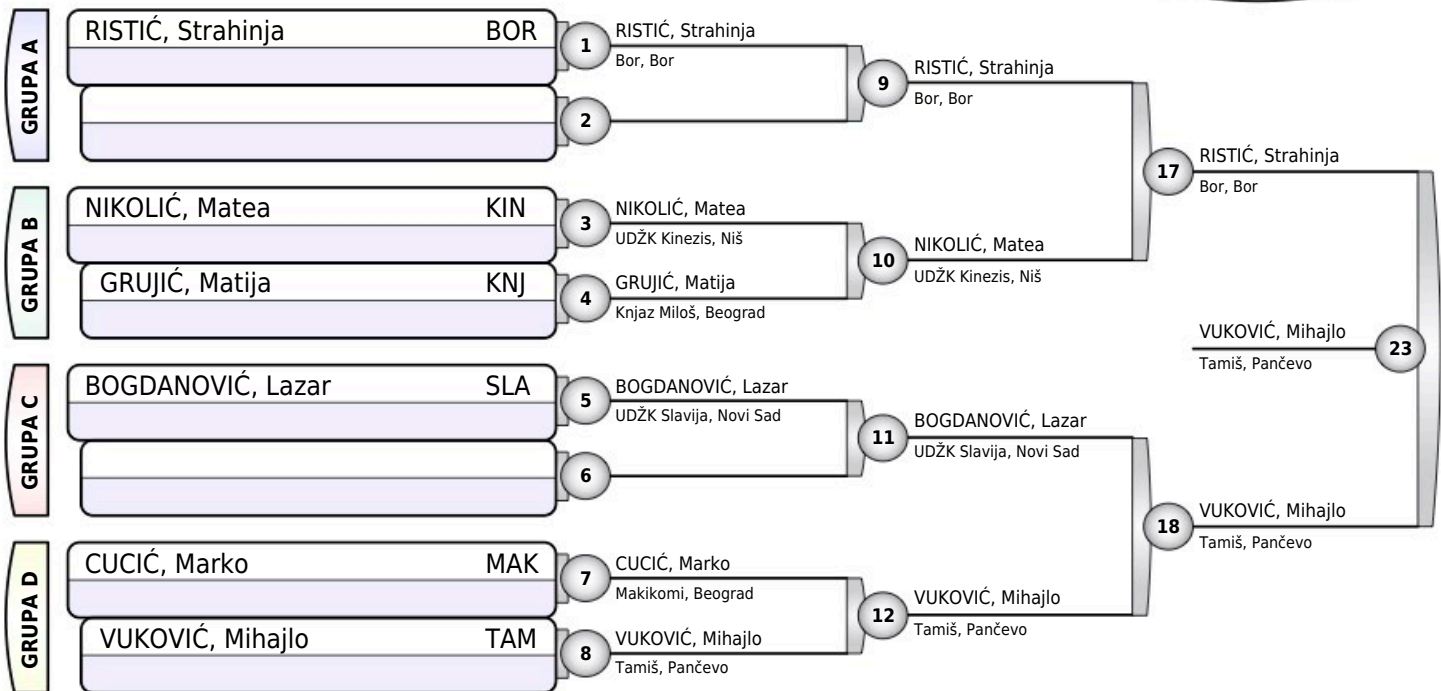 GRUPA A
RISTIĆ, Strahinja BOR
1
RISTIĆ, Strahinja
Bor, Bor
2
9
RISTIĆ, Strahinja
Bor, Bor
GRUPA B
NIKOLIĆ, Matea KIN
3
NIKOLIĆ, Matea
UDŽK Kinezis, Niš
GRUJIĆ, Matija KNJ
4
GRUJIĆ, Matija
Knjaz Miloš, Beograd
10
NIKOLIĆ, Matea
UDŽK Kinezis, Niš
17
RISTIĆ, Strahinja
Bor, Bor
GRUPA C
BOGDANOVIĆ, Lazar SLA
5
BOGDANOVIĆ, Lazar
UDŽK Slavija, Novi Sad
6
11
BOGDANOVIĆ, Lazar
UDŽK Slavija, Novi Sad
GRUPA D
CUCIĆ, Marko MAK
7
CUCIĆ, Marko
Makikomi, Beograd
VUKOVIĆ, Mihajlo TAM
8
VUKOVIĆ, Mihajlo
Tamiš, Pančevo
12
VUKOVIĆ, Mihajlo
Tamiš, Pančevo
18
VUKOVIĆ, Mihajlo
Tamiš, Pančevo
VUKOVIĆ, Mihajlo
Tamiš, Pančevo
23